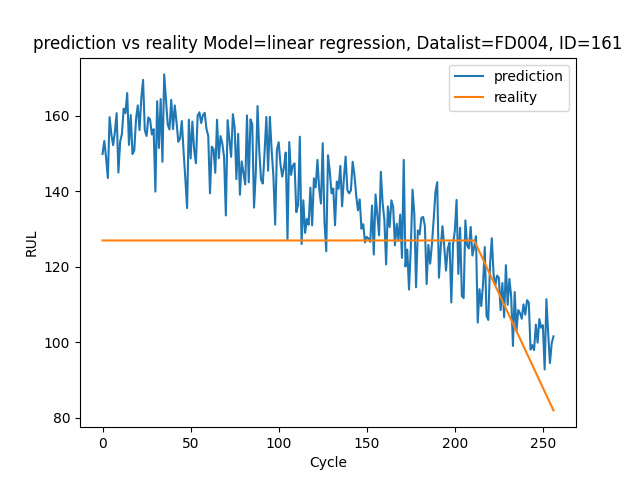 prediction vs reality Model=linear regression, Datalist=FD004, ID=161
prediction
reality
160
140
120
100
80
RUL
0 50 100 150 200 250
Cycle